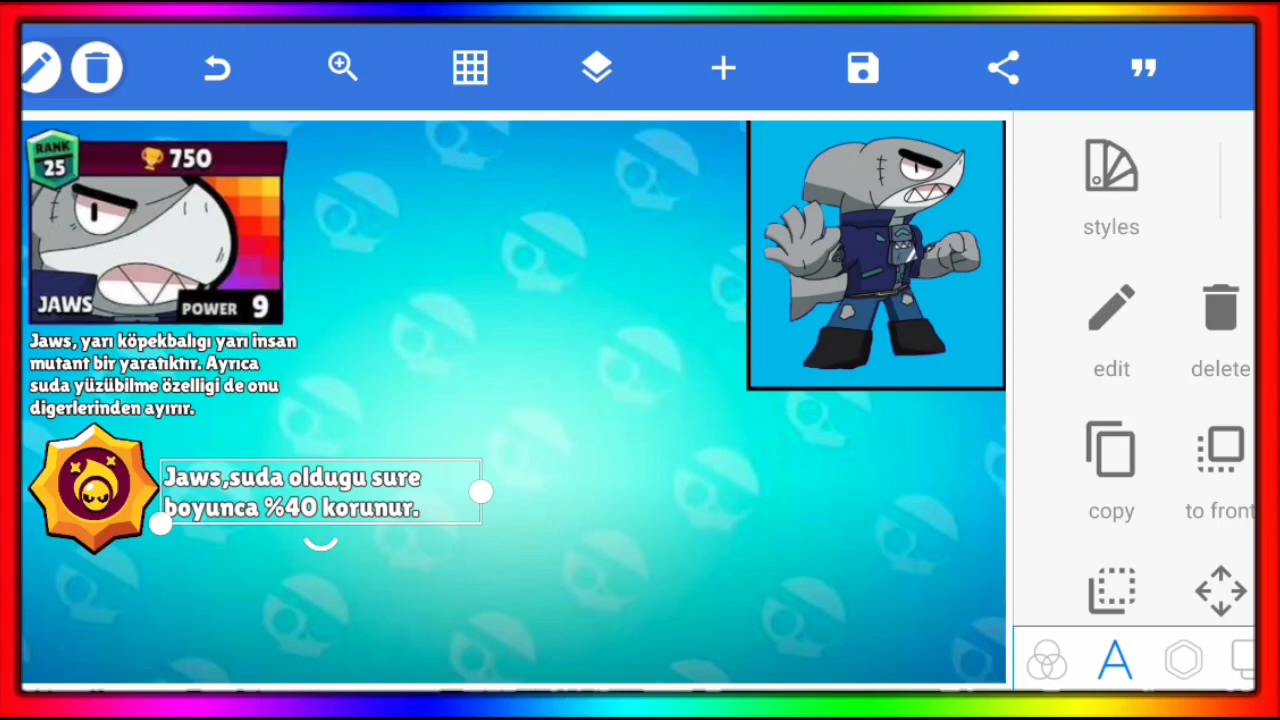 RANK
25
750
JAWS
POWER 9
Jaws, yarı köpekbalıgı yarı insan
mutant bir yaratıktır. Ayrıca
suda yüzübilme özelligi de onu
digerlerinden ayırır.
Jaws,suda oldugu sure
boyunca %40 korunur.
styles
edit
delete
copy
to front
A